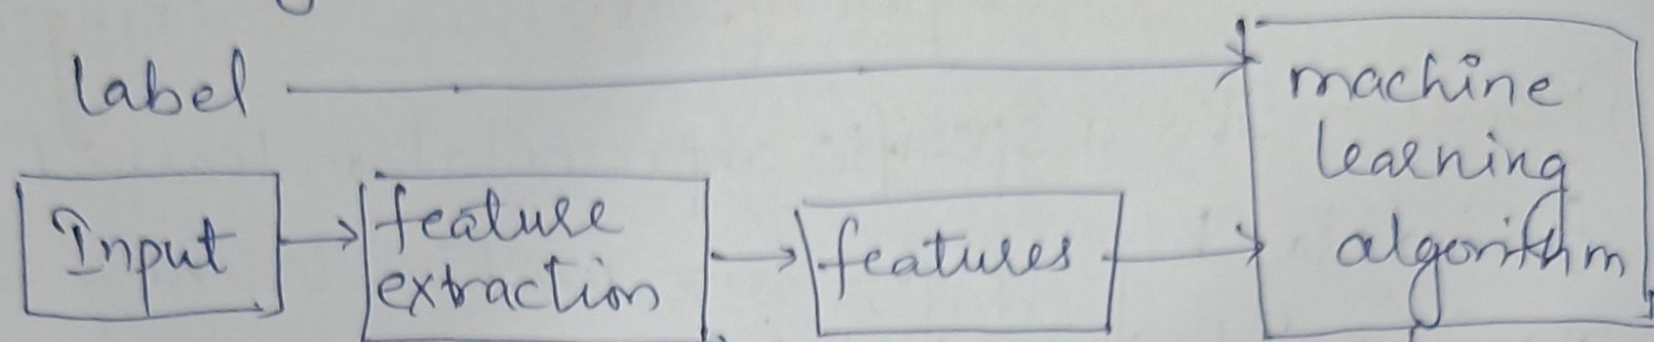 label
machine
learning
algorithm
Input
feature
extraction
features